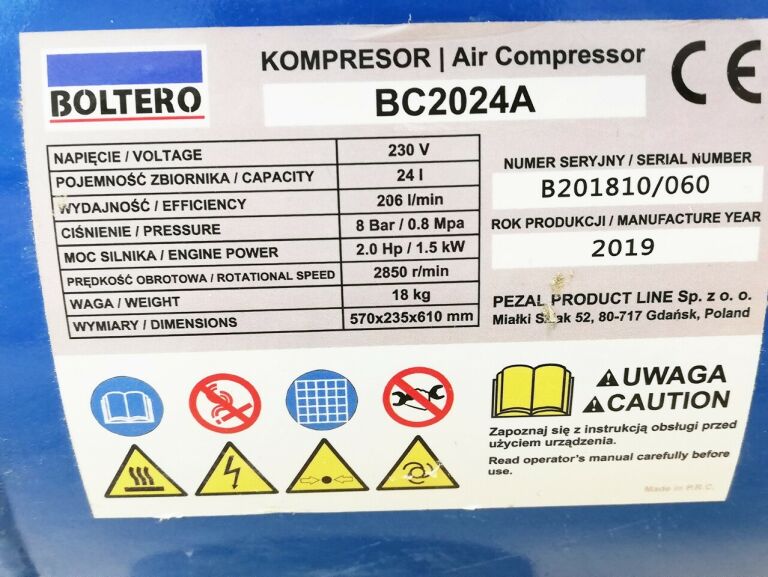 BOLTERO
KOMPRESOR | Air Compressor
BC2024A
CE
NAPIĘCIE / VOLTAGE 230 V
POJEMNOŚĆ ZBIORNIKA / CAPACITY 24 l
WYDAJNOŚĆ / EFFICIENCY 206 l/min
CIŚNIENIE / PRESSURE 8 Bar / 0.8 Mpa
MOC SILNIKA / ENGINE POWER 2.0 Hp / 1.5 kW
PRĘDKOŚĆ OBROTOWA / ROTATIONAL SPEED 2850 r/min
WAGA / WEIGHT 18 kg
WYMIARY / DIMENSIONS 570x235x610 mm
NUMER SERYJNY / SERIAL NUMBER
B201810/060
ROK PRODUKCJI / MANUFACTURE YEAR
2019
PEZAL PRODUCT LINE Sp. z o. o.
Miałki 52, 80-717 Gdańsk, Poland
UWAGA
CAUTION
Zapoznaj się z instrukcją obsługi przed
użyciem urządzenia.
Read operator's manual carefully before
use.
Made in P.R.C.